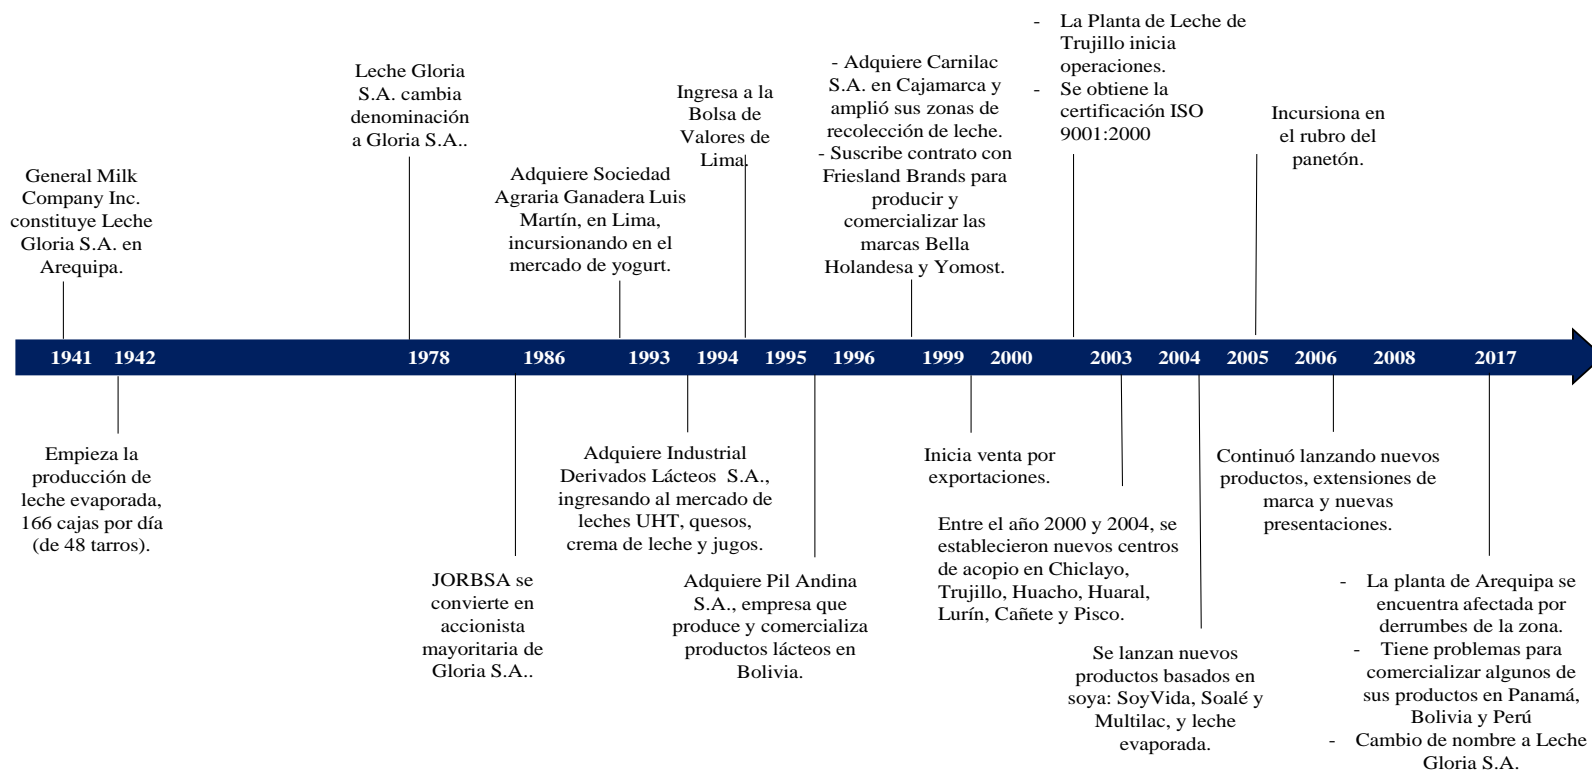 General Milk
Company Inc.
constituye Leche
Gloria S.A. en
Arequipa.
Leche Gloria
S.A. cambia
denominación
a Gloria S.A..
Adquiere Sociedad
Agraria Ganadera Luis
Martín, en Lima,
incursionando en el
mercado de yogurt.
Ingresa a la
Bolsa de
Valores de
Lima.
- Adquiere Carnilac
S.A. en Cajamarca y
amplió sus zonas de
recolección de leche.
- Suscribe contrato con
Friesland Brands para
producir y
comercializar las
marcas Bella
Holandesa y Yomost.
- La Planta de Leche de
Trujillo inicia
operaciones.
- Se obtiene la
certificación ISO
9001:2000
Incursiona en
el rubro del
panetón.
1941 1942 1978 1986 1993 1994 1995 1996 1999 2000 2003 2004 2005 2006 2008 2017
Empieza la
producción de
leche evaporada,
166 cajas por día
(de 48 tarros).
JORBSA se
convierte en
accionista
mayoritaria de
Gloria S.A..
Adquiere Industrial
Derivados Lácteos S.A.,
ingresando al mercado de
leches UHT, quesos,
crema de leche y jugos.
Adquiere Pil Andina
S.A., empresa que
produce y comercializa
productos lácteos en
Bolivia.
Inicia venta por
exportaciones.
Entre el año 2000 y 2004, se
establecieron nuevos centros
de acopio en Chiclayo,
Trujillo, Huacho, Huaral,
Lurín, Cañete y Pisco.
Se lanzan nuevos
productos basados en
soya: SoyVida, Soalé y
Multilac, y leche
evaporada.
Continuó lanzando nuevos
productos, extensiones de
marca y nuevas
presentaciones.
- La planta de Arequipa se
encuentra afectada por
derrumbes de la zona.
- Tiene problemas para
comercializar algunos de
sus productos en Panamá,
Bolivia y Perú
- Cambio de nombre a Leche
Gloria S.A.